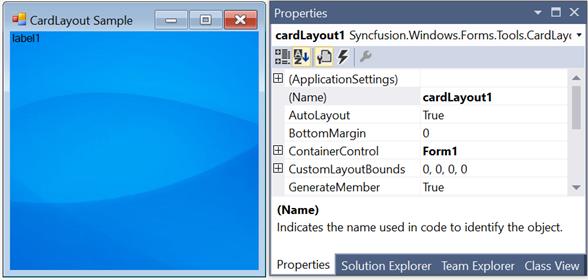 CardLayout Sample
label1
Properties
cardLayout1 Syncfusion.Windows.Forms.Tools.CardLayo
(ApplicationSettings)
(Name) cardLayout1
AutoLayout True
BottomMargin 0
ContainerControl Form1
CustomLayoutBounds 0, 0, 0, 0
GenerateMember True
(Name)
Indicates the name used in code to identify the object.
Properties Solution Explorer Team Explorer Class View